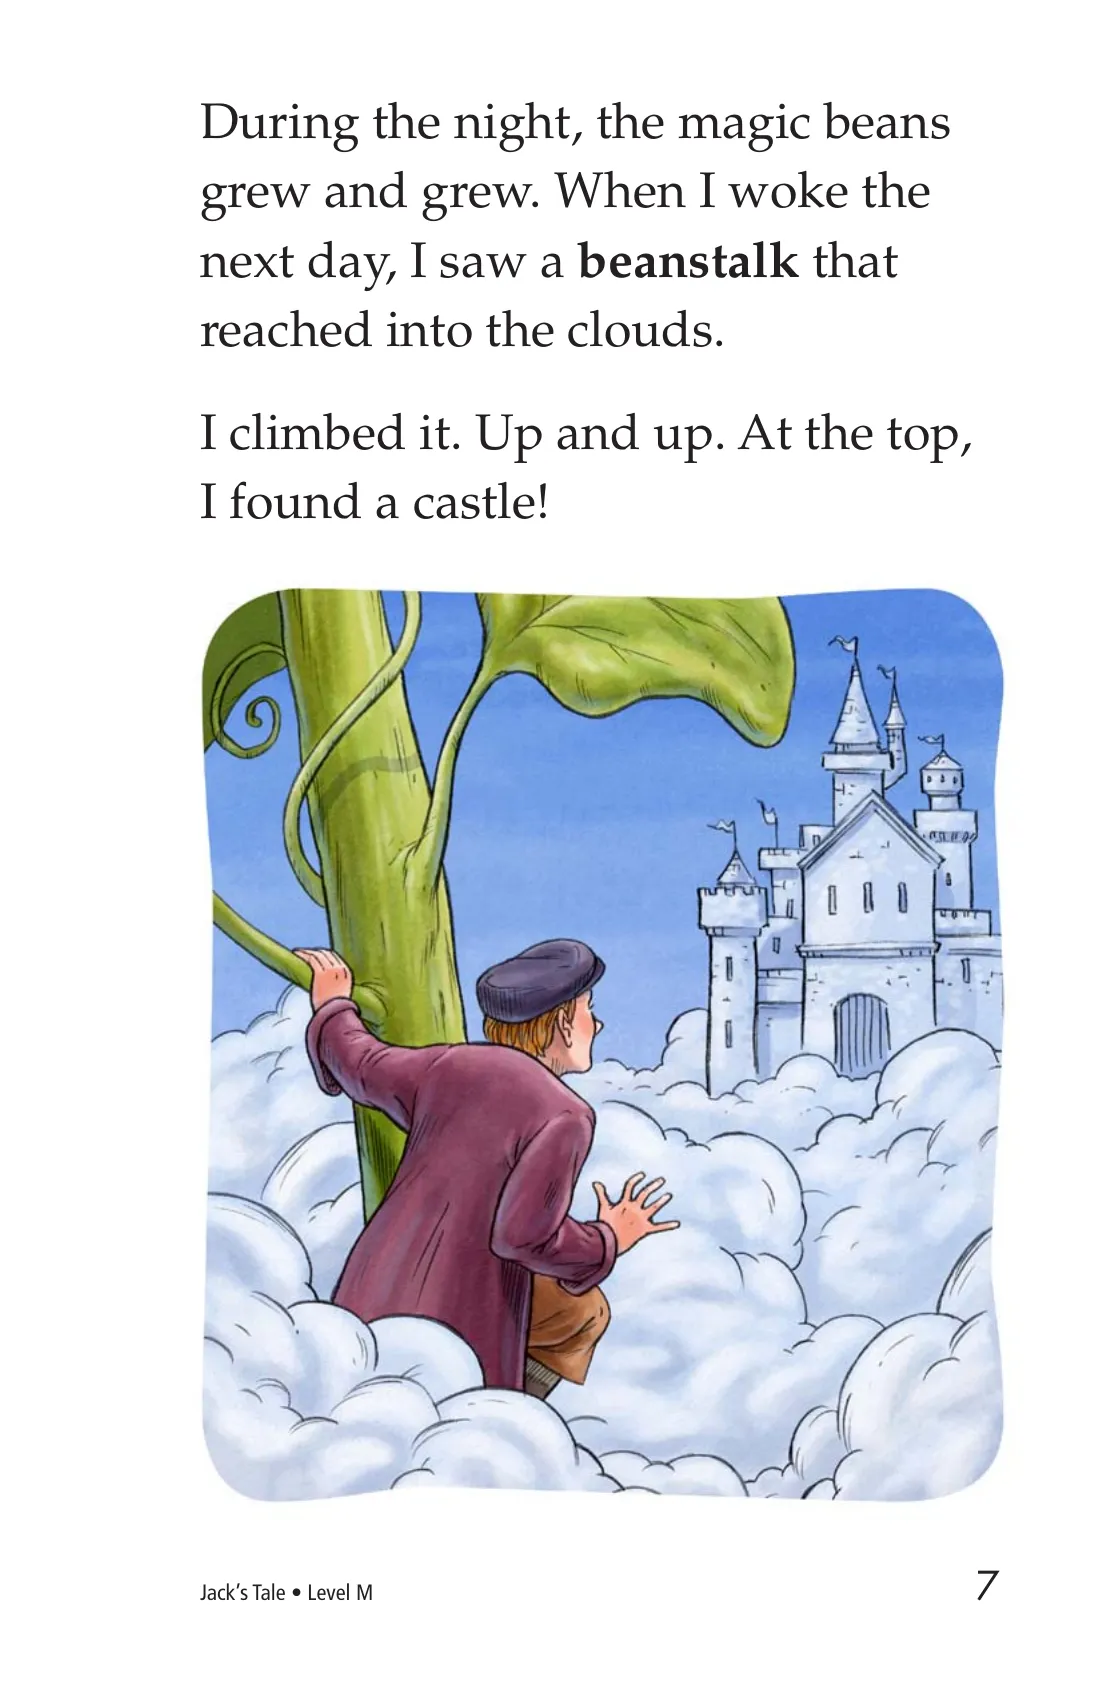 During the night, the magic beans
grew and grew. When I woke the
next day, I saw a beanstalk that
reached into the clouds.
I climbed it. Up and up. At the top,
I found a castle!
Jack's Tale • Level M
7